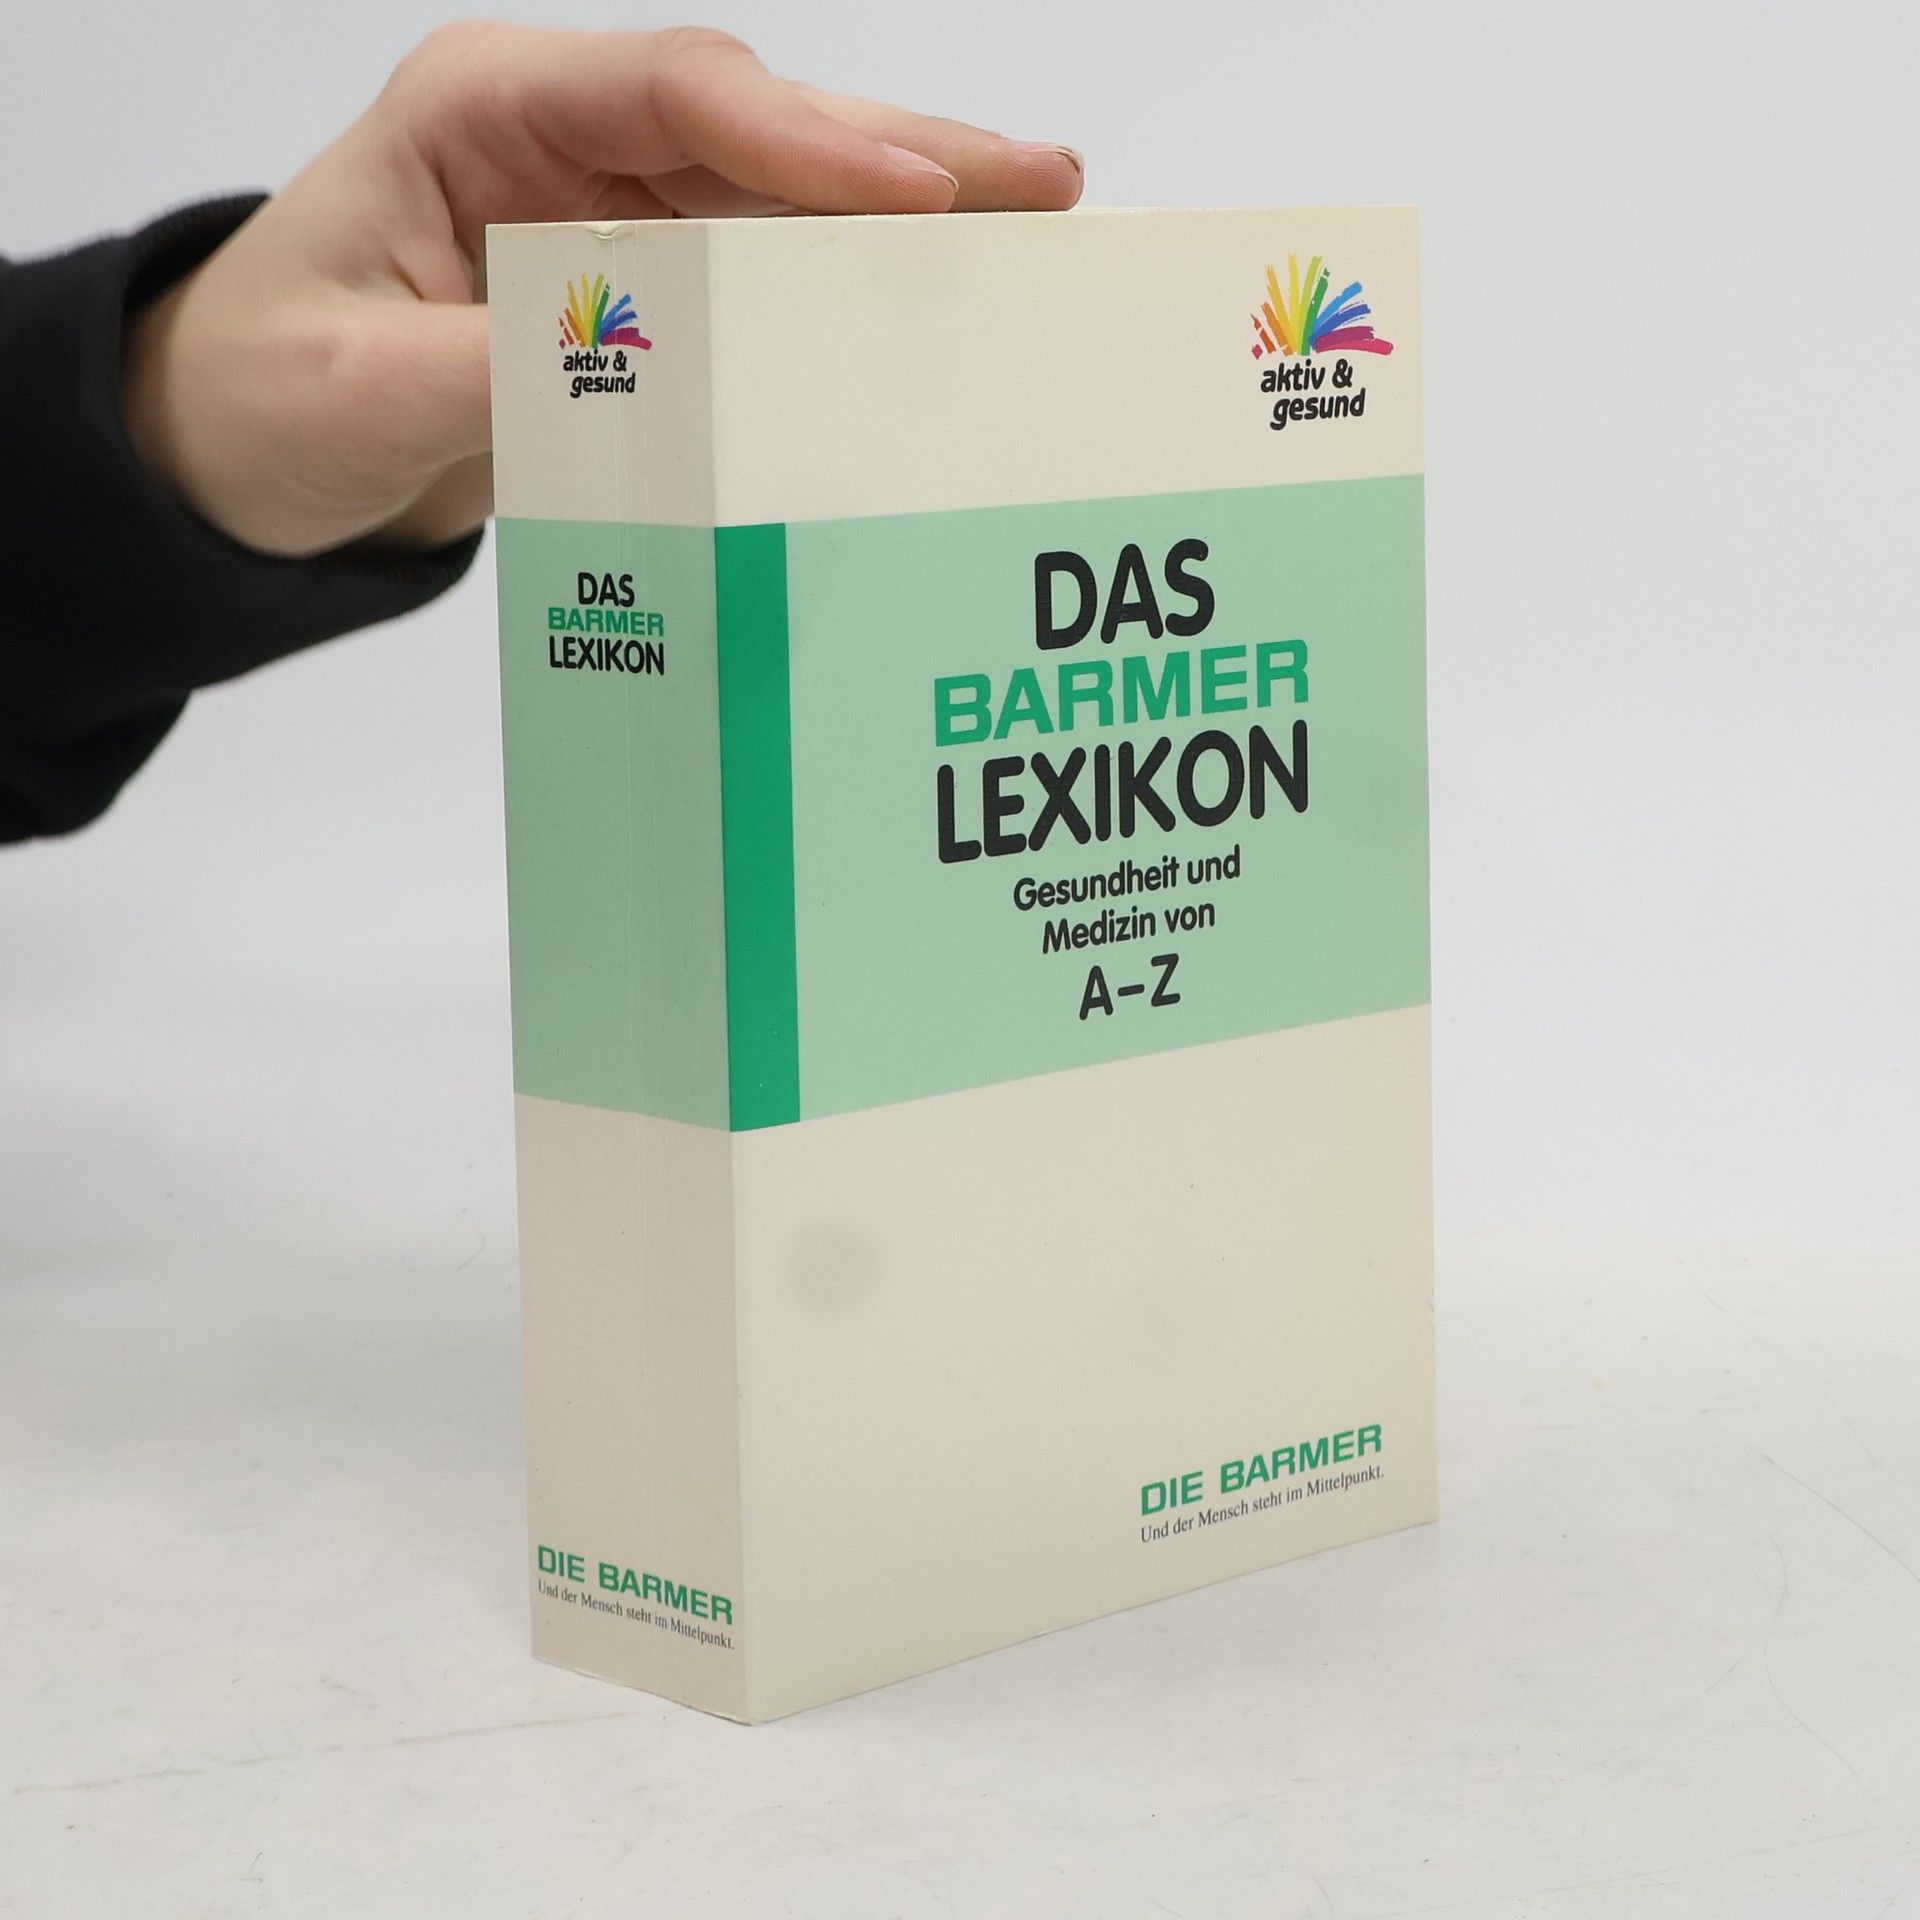 aktiv &
gesund
DAS
BARMER
LEXIKON
DIE BARMER
Und der Mensch steht im Mittelpunkt.
aktiv &
gesund
DAS
BARMER
LEXIKON
Gesundheit und
Medizin von
A–Z
DIE BARMER
Und der Mensch steht im Mittelpunkt.